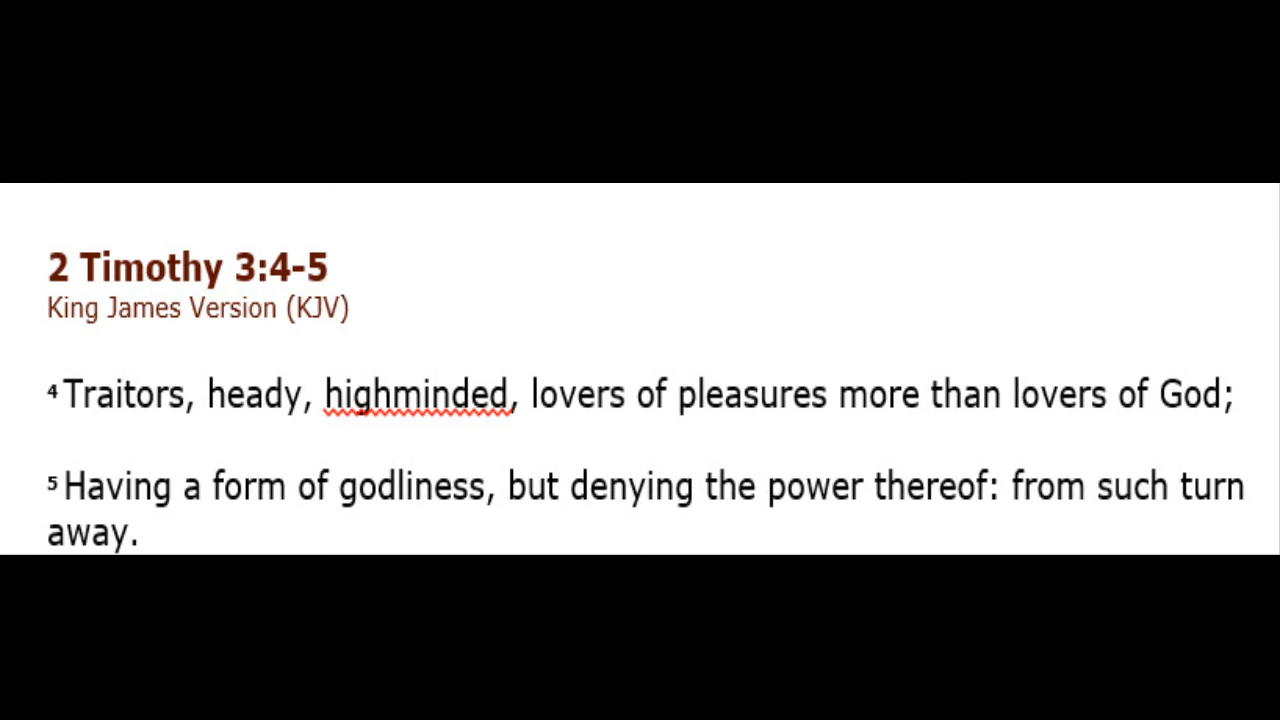 2 Timothy 3:4-5
King James Version (KJV)
4 Traitors, heady, highminded, lovers of pleasures more than lovers of God;
5 Having a form of godliness, but denying the power thereof: from such turn
away.